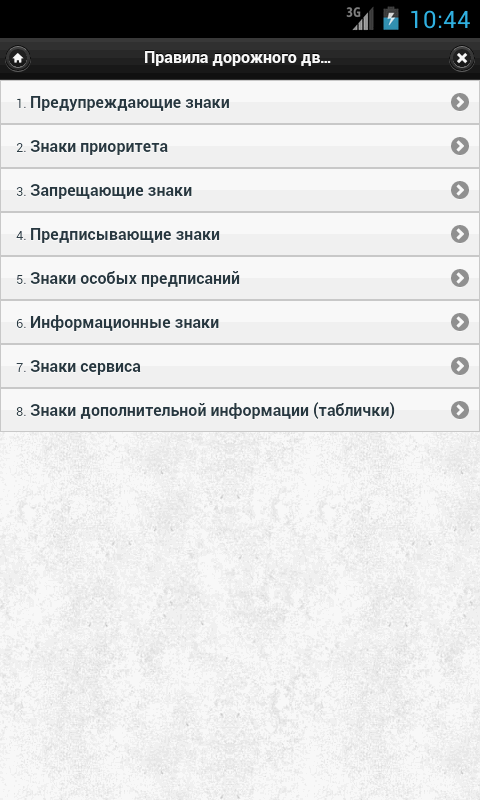 3G 10:44
Правила дорожного дв...
1. Предупреждающие знаки
2. Знаки приоритета
3. Запрещающие знаки
4. Предписывающие знаки
5. Знаки особых предписаний
6. Информационные знаки
7. Знаки сервиса
8. Знаки дополнительной информации (таблички)